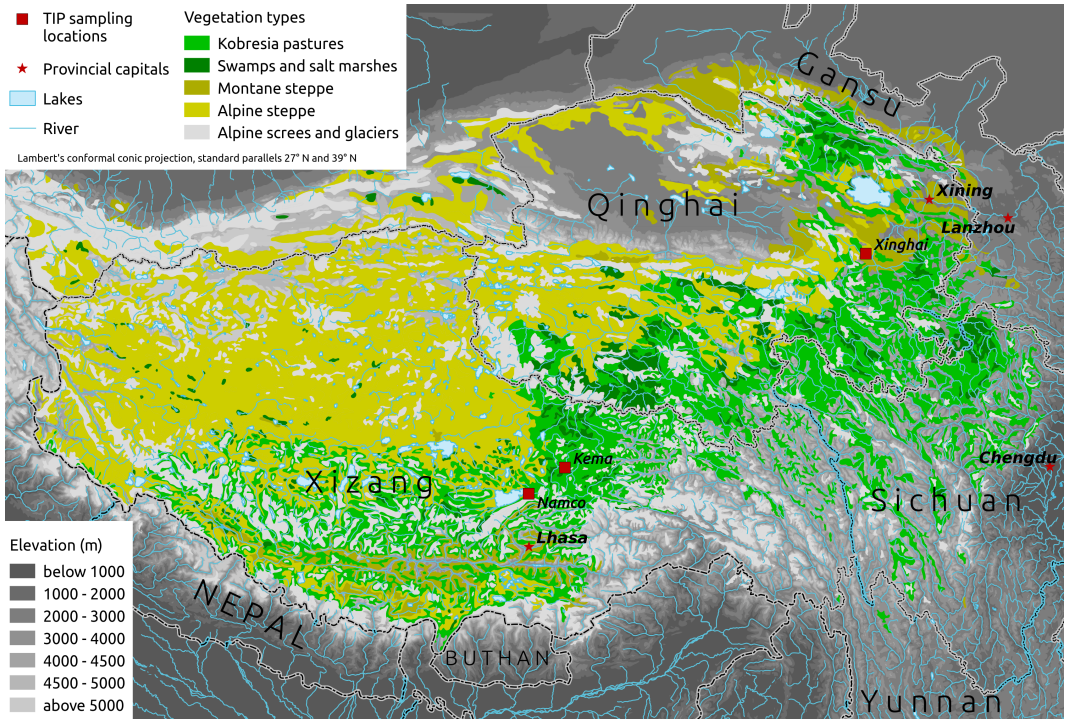 TIP sampling
locations
Provincial capitals
Lakes
River
Vegetation types
Kobresia pastures
Swamps and salt marshes
Montane steppe
Alpine steppe
Alpine screes and glaciers
Lambert's conformal conic projection, standard parallels 27° N and 39° N
Gansu
Qinghai
Xining
Lanzhou
Xinghai
Kema
Chengdu
Xizang
Namco
Sichuan
Lhasa
NEPAL
BUTHAN
Yunnan
Elevation (m)
below 1000
1000 - 2000
2000 - 3000
3000 - 4000
4000 - 4500
4500 - 5000
above 5000